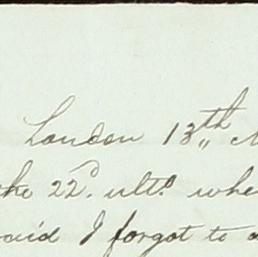 London 13th
the 22d. ulto. whe
said I forgot to a